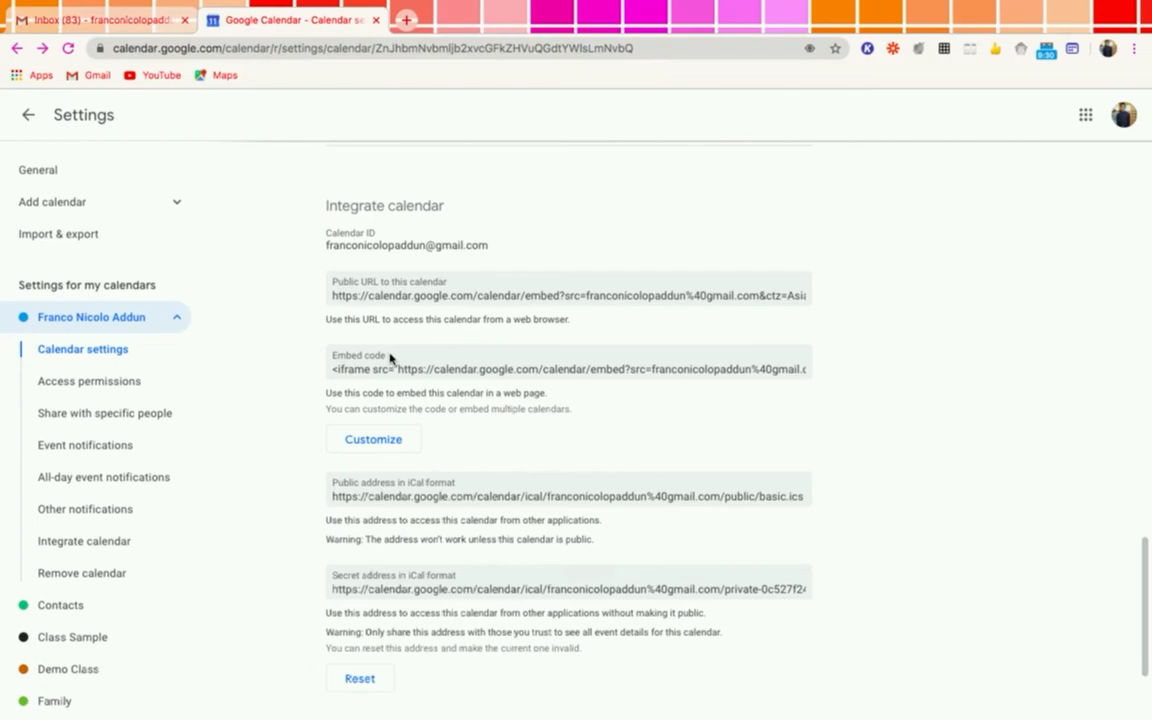 Inbox (83) - franconicolopadd
Google Calendar - Calendar se
calendar.google.com/calendar/r/settings/calendar/ZnJhbmNvbmljb2xvcGFkZHVuQGdtYWlsLmNvbQ
Apps Gmail YouTube Maps
6:30
Settings
General
Add calendar
Import & export
Settings for my calendars
Franco Nicolo Addun
Calendar settings
Access permissions
Share with specific people
Event notifications
All-day event notifications
Other notifications
Integrate calendar
Remove calendar
Contacts
Class Sample
Demo Class
Family
Integrate calendar
Calendar ID
franconicolopaddun@gmail.com
Public URL to this calendar
https://calendar.google.com/calendar/embed?src=franconicolopaddun%40gmail.com&ctz=Asia
Use this URL to access this calendar from a web browser.
Embed code
<iframe src="https://calendar.google.com/calendar/embed?src=franconicolopaddun%40gmail.c
Use this code to embed this calendar in a web page.
You can customize the code or embed multiple calendars.
Customize
Public address in iCal format
https://calendar.google.com/calendar/ical/franconicolopaddun%40gmail.com/public/basic.ics
Use this address to access this calendar from other applications.
Warning: The address won't work unless this calendar is public.
Secret address in iCal format
https://calendar.google.com/calendar/ical/franconicolopaddun%40gmail.com/private-0c527f24
Use this address to access this calendar from other applications without making it public.
Warning: Only share this address with those you trust to see all event details for this calendar.
You can reset this address and make the current one invalid.
Reset